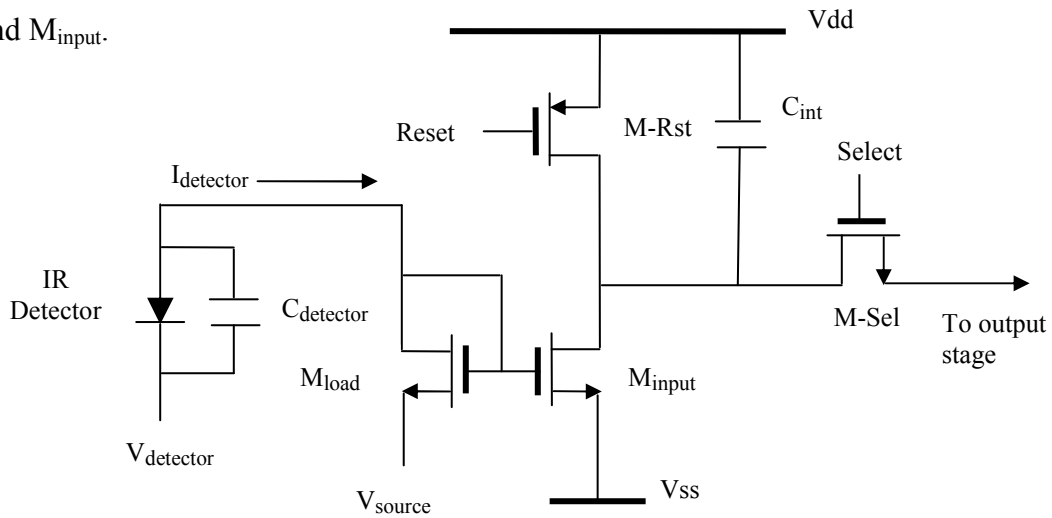 nd Minput.
Vdd
Cint
Reset
M-Rst
Select
Idetector
IR
Detector
Cdetector
M-Sel
To output
stage
Mload
Minput
Vdetector
Vsource
Vss